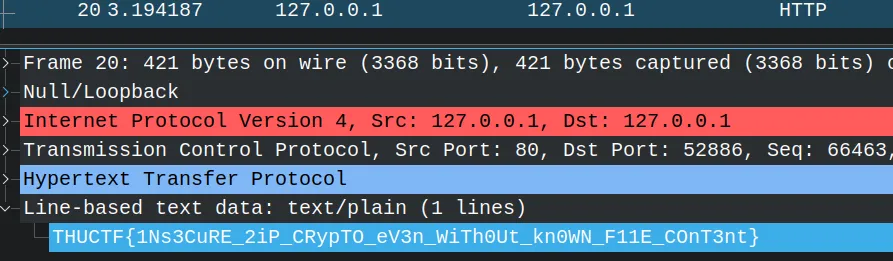 20 3.194187 127.0.0.1 127.0.0.1 HTTP
Frame 20: 421 bytes on wire (3368 bits), 421 bytes captured (3368 bits)
Null/Loopback
Internet Protocol Version 4, Src: 127.0.0.1, Dst: 127.0.0.1
Transmission Control Protocol, Src Port: 80, Dst Port: 52886, Seq: 66463,
Hypertext Transfer Protocol
Line-based text data: text/plain (1 lines)
THUCTF{1Ns3CuRE_2iP_CRypTO_eV3n_WiTh0Ut_kn0WN_F11E_COnT3nt}